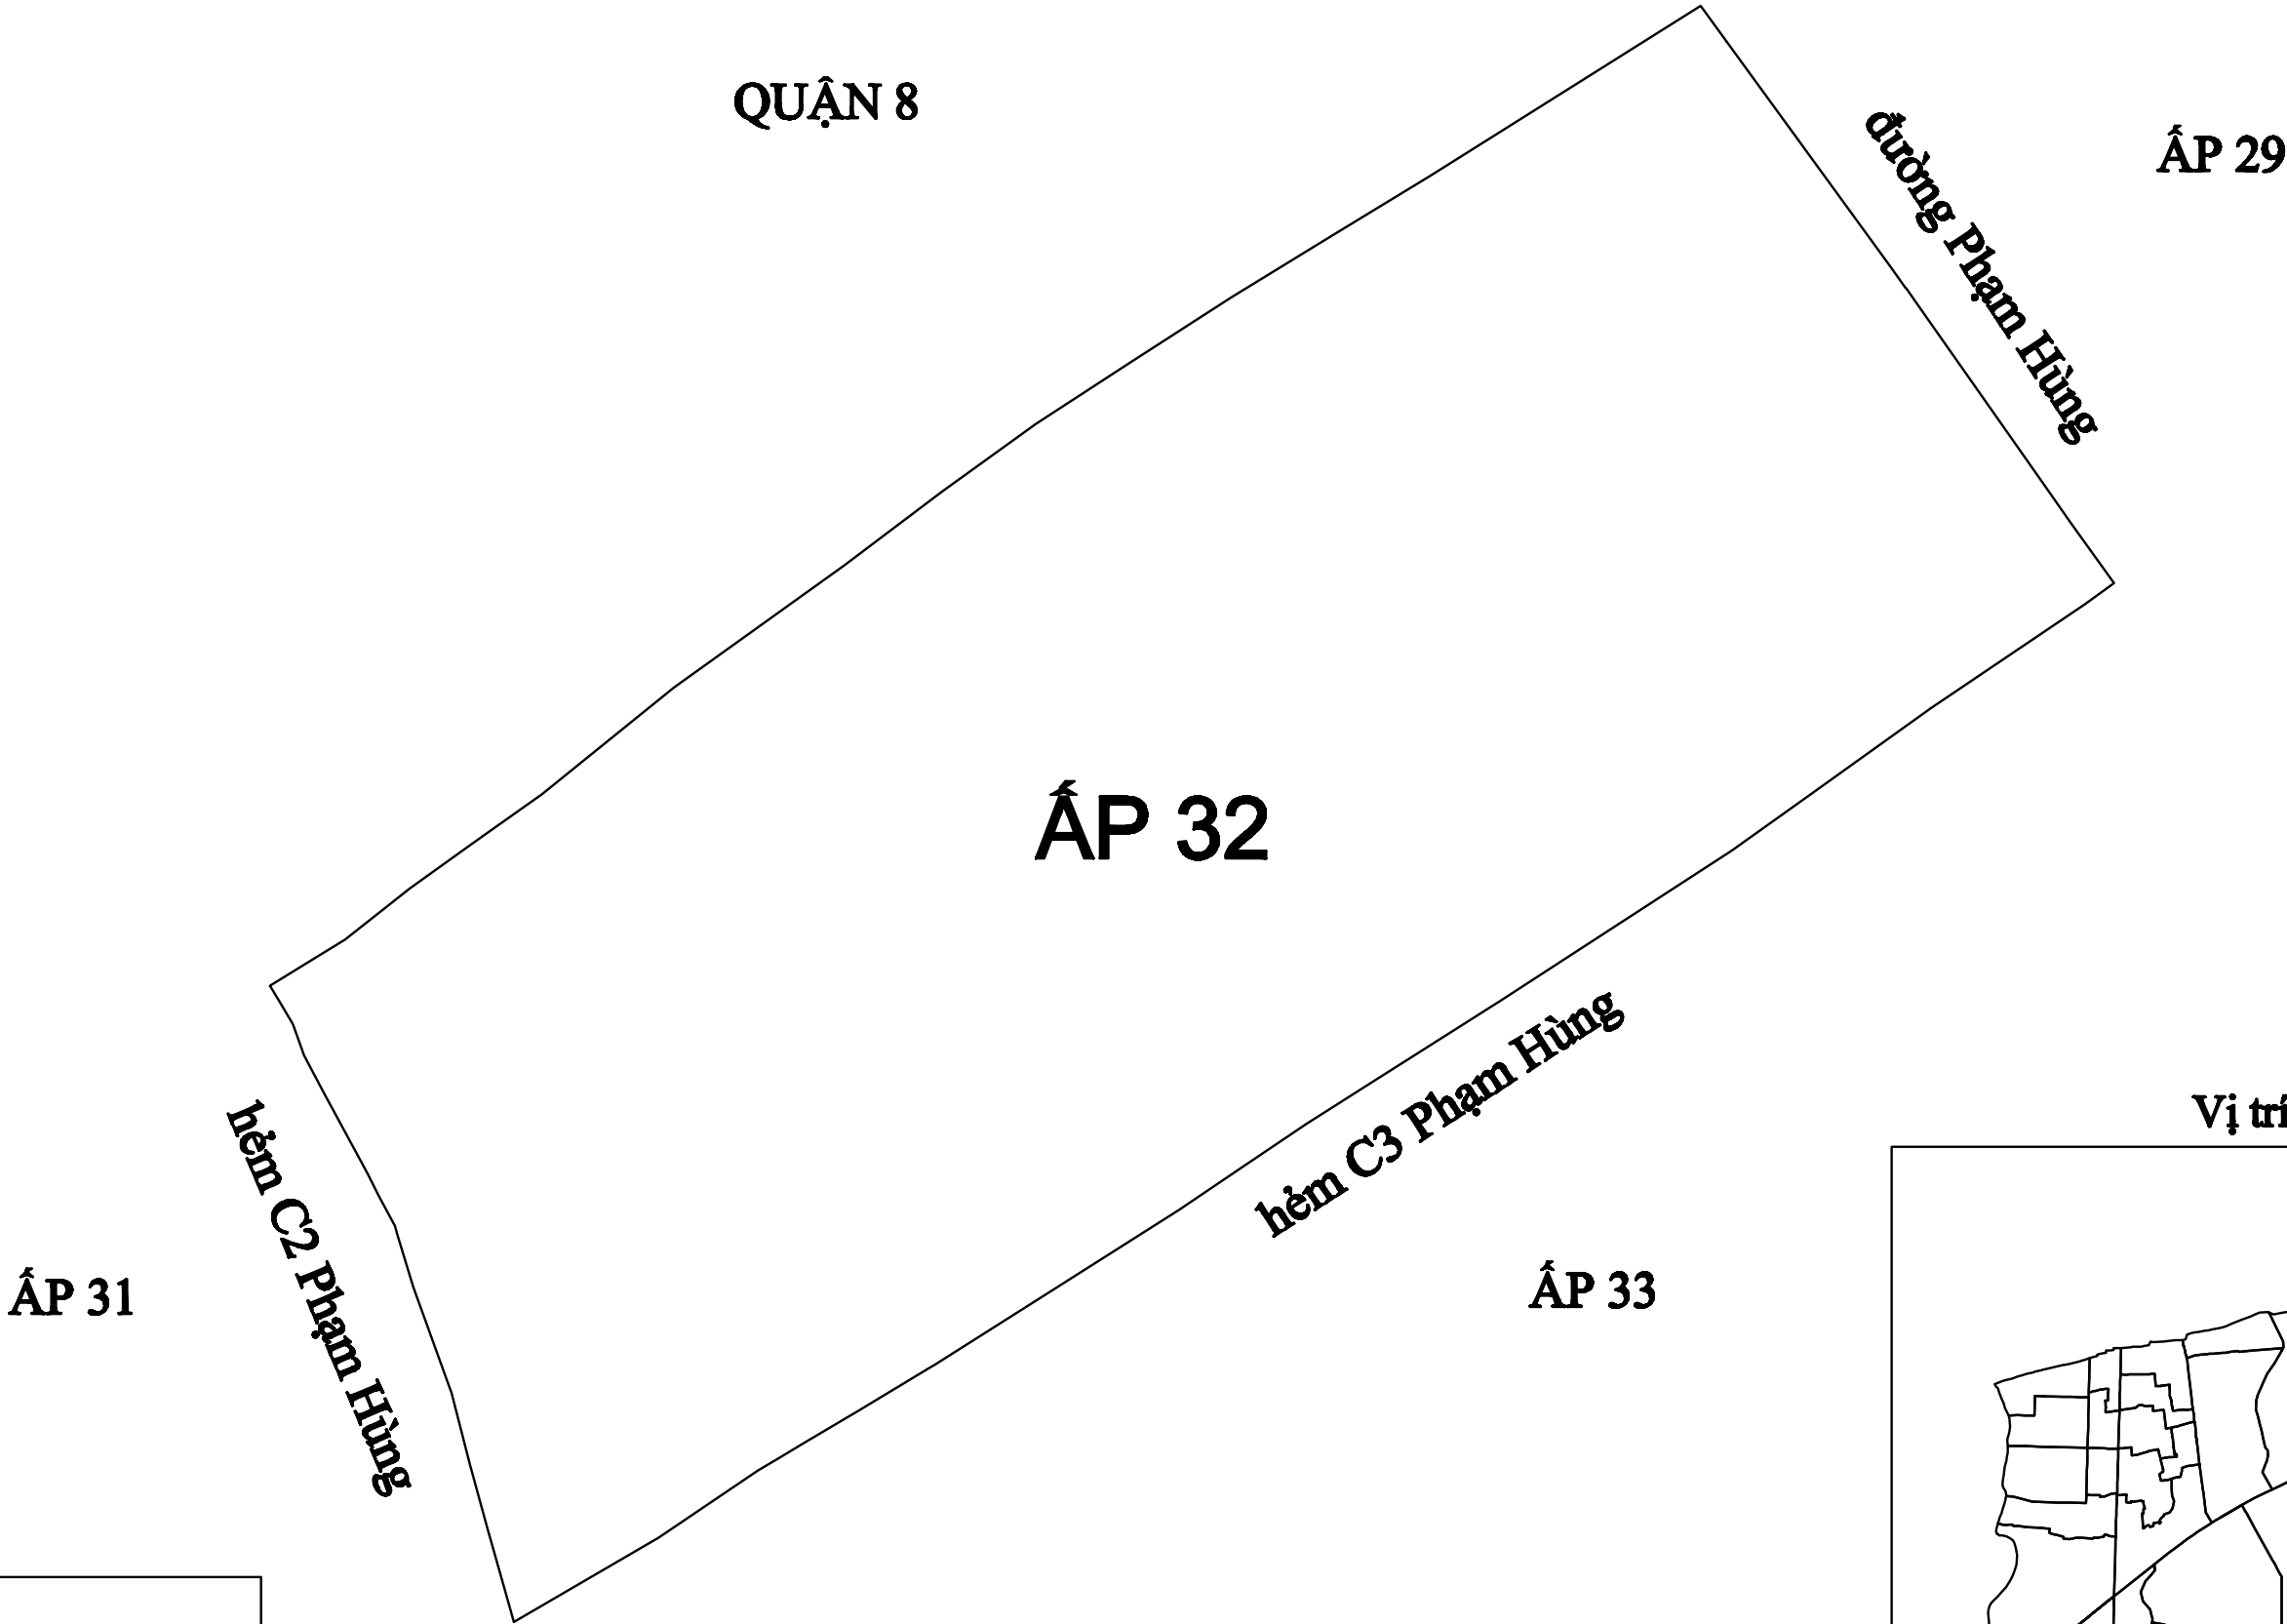 QUẬN 8
đường Phạm Hùng
ẤP 29
ẤP 32
hẻm C3 Phạm Hùng
Vị trí
hẻm C2 Phạm Hùng
ẤP 31
ẤP 33